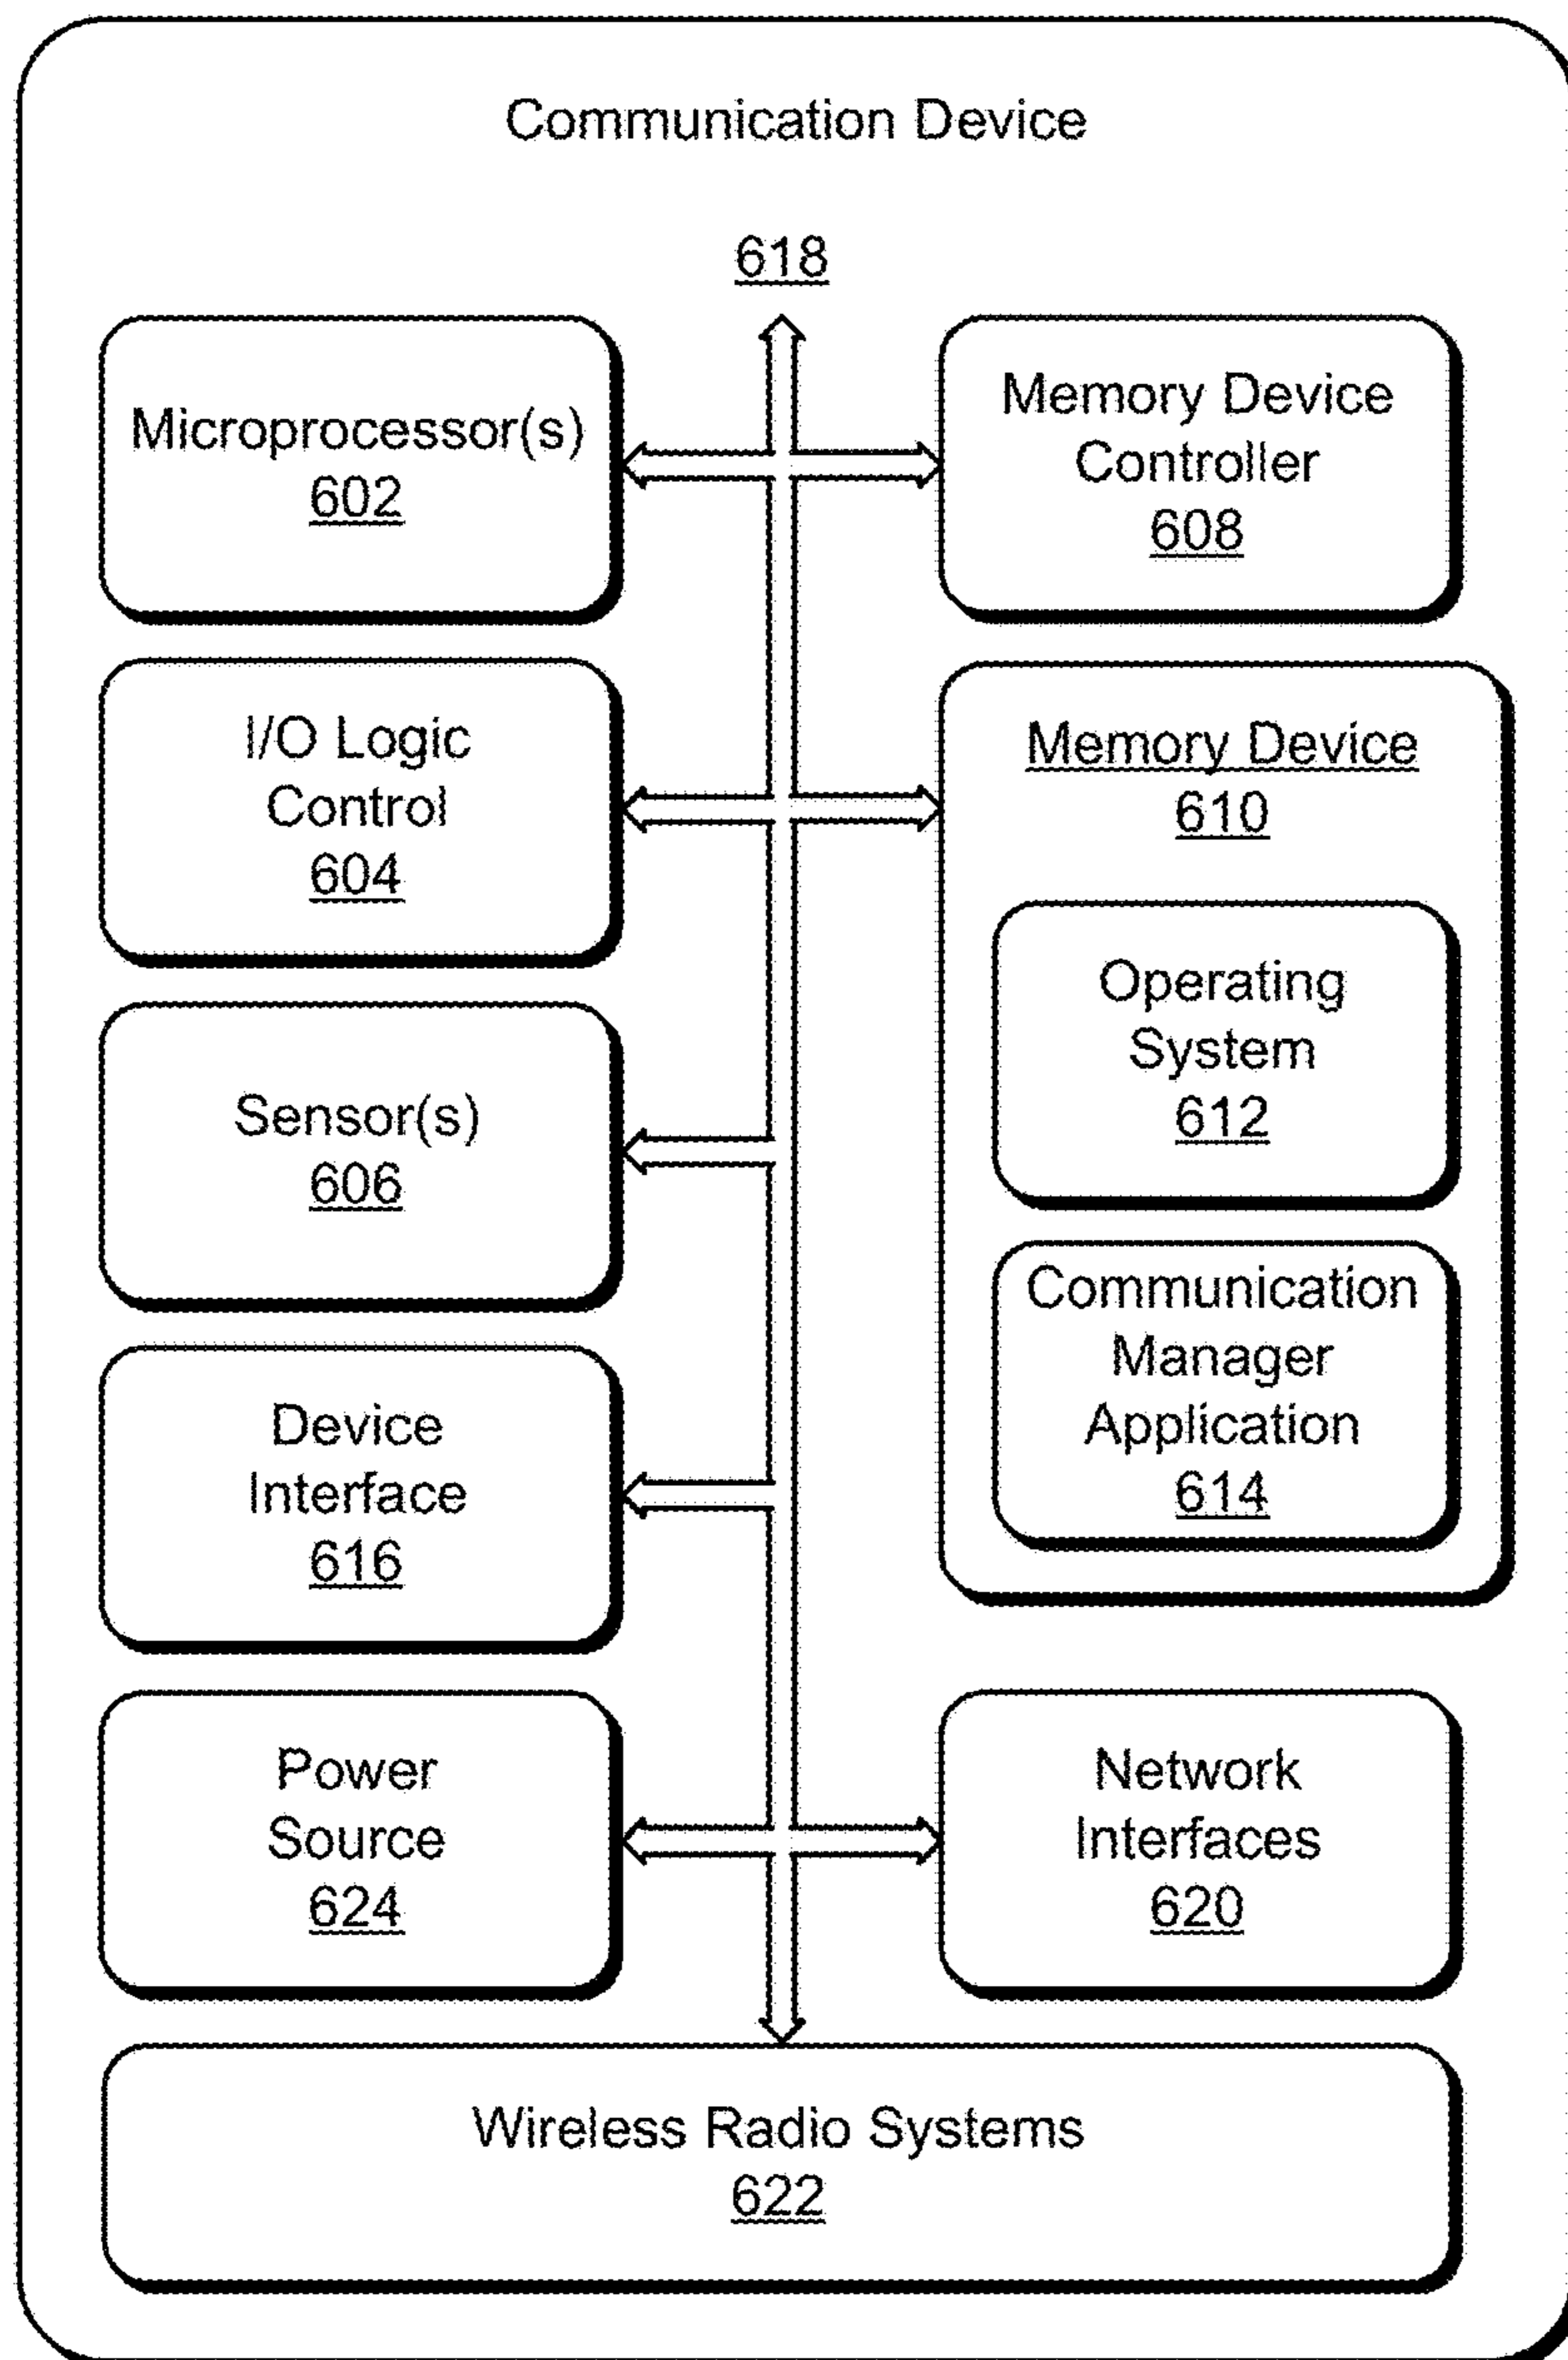 Communication Device
618
Microprocessor(s)
602
Memory Device
Controller
608
I/O Logic
Control
604
Memory Device
610
Operating
System
612
Sensor(s)
606
Communication
Manager
Application
614
Device
Interface
616
Power
Source
624
Network
Interfaces
620
Wireless Radio Systems
622